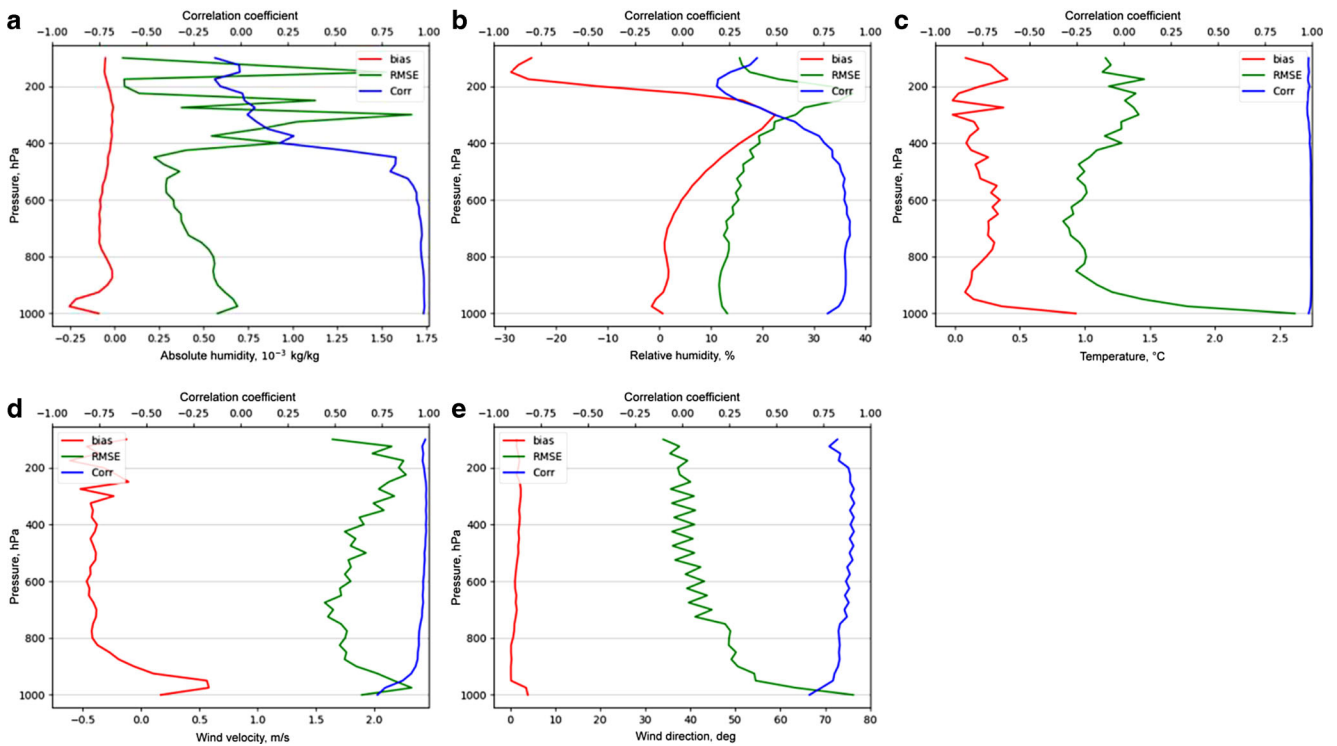 a
Correlation coefficient
−1.00 −0.75 −0.50 −0.25 0.00 0.25 0.50 0.75 1.00
bias
RMSE
Corr
200
400
600
800
1000
Pressure, hPa
−0.25 0.00 0.25 0.50 0.75 1.00 1.25 1.50 1.75
Absolute humidity, 10⁻³ kg/kg
b
Correlation coefficient
−1.00 −0.75 −0.50 −0.25 0.00 0.25 0.50 0.75 1.00
bias
RMSE
Corr
200
400
600
800
1000
Pressure, hPa
−30 −20 −10 0 10 20 30 40
Relative humidity, %
c
Correlation coefficient
−1.00 −0.75 −0.50 −0.25 0.00 0.25 0.50 0.75 1.00
bias
RMSE
Corr
200
400
600
800
1000
Pressure, hPa
0.0 0.5 1.0 1.5 2.0 2.5
Temperature, °C
d
Correlation coefficient
−1.00 −0.75 −0.50 −0.25 0.00 0.25 0.50 0.75 1.00
bias
RMSE
Corr
200
400
600
800
1000
Pressure, hPa
−0.5 0.0 0.5 1.0 1.5 2.0
Wind velocity, m/s
e
Correlation coefficient
−1.00 −0.75 −0.50 −0.25 0.00 0.25 0.50 0.75 1.00
bias
RMSE
Corr
200
400
600
800
1000
Pressure, hPa
0 10 20 30 40 50 60 70 80
Wind direction, deg